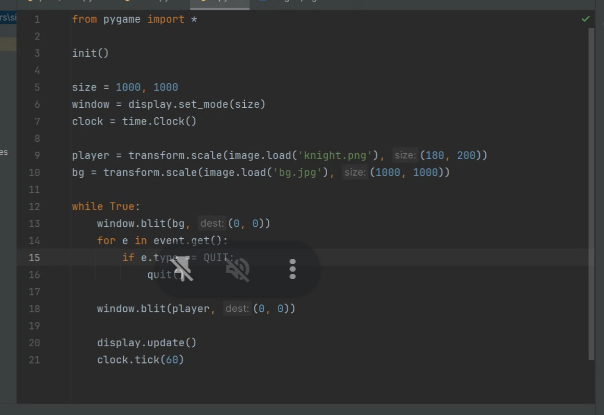 1 from pygame import *
2
3 init()
4
5 size = 1000, 1000
6 window = display.set_mode(size)
7 clock = time.Clock()
8
9 player = transform.scale(image.load('knight.png'), size: (180, 200))
10 bg = transform.scale(image.load('bg.jpg'), size: (1000, 1000))
11
12 while True:
13 window.blit(bg, dest: (0, 0))
14 for e in event.get():
15 if e.type == QUIT:
16 quit()
17
18 window.blit(player, dest: (0, 0))
19
20 display.update()
21 clock.tick(60)